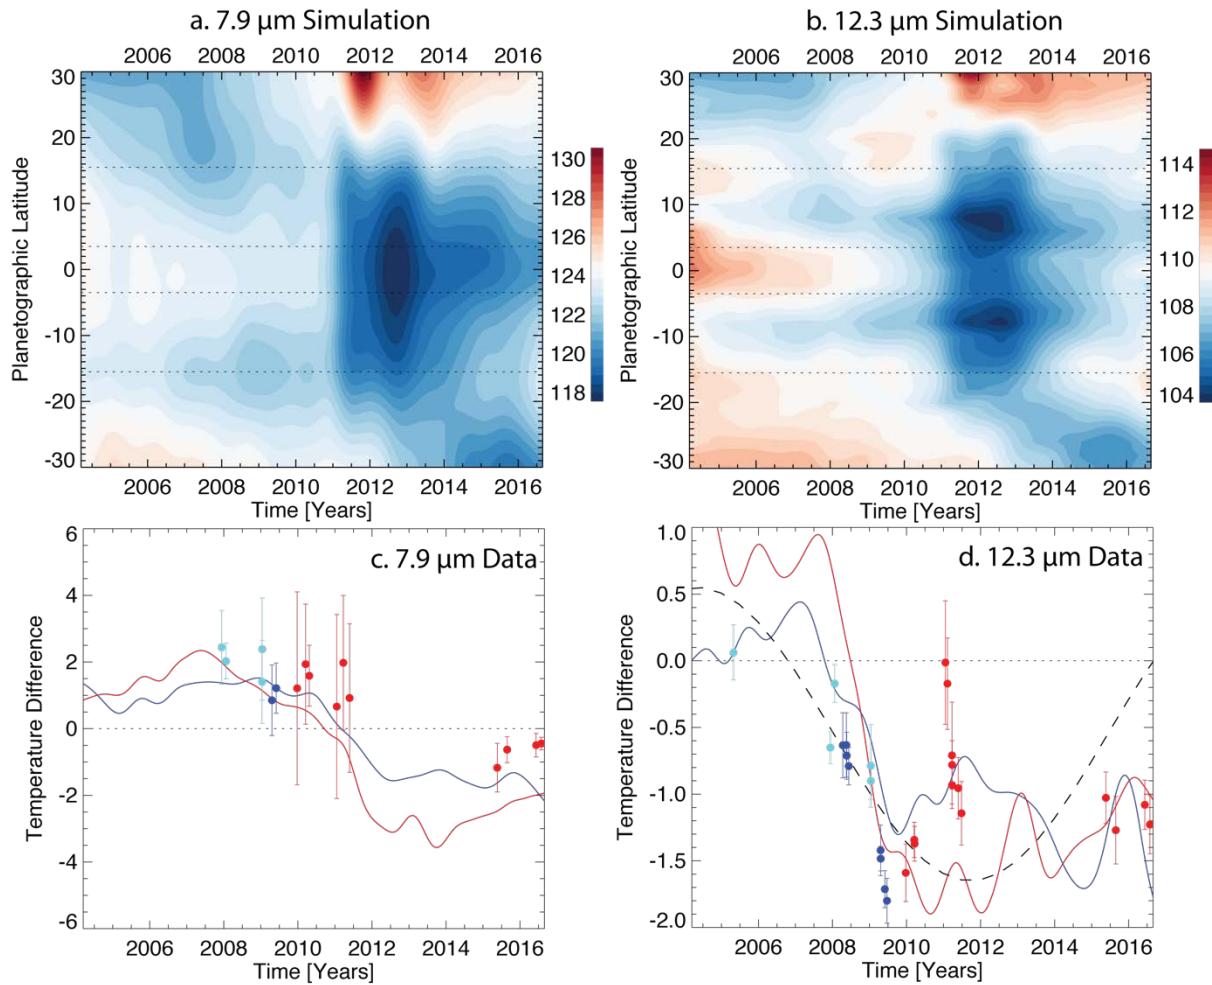 a. 7.9 µm Simulation
b. 12.3 µm Simulation
2006 2008 2010 2012 2014 2016
2006 2008 2010 2012 2014 2016
Planetographic Latitude
30
20
10
0
-10
-20
-30
130
128
126
124
122
120
118
2006 2008 2010 2012 2014 2016
Time [Years]
Planetographic Latitude
30
20
10
0
-10
-20
-30
114
112
110
108
106
104
2006 2008 2010 2012 2014 2016
Time [Years]
c. 7.9 µm Data
Temperature Difference
6
4
2
0
-2
-4
-6
2006 2008 2010 2012 2014 2016
Time [Years]
d. 12.3 µm Data
Temperature Difference
1.0
0.5
0.0
-0.5
-1.0
-1.5
-2.0
2006 2008 2010 2012 2014 2016
Time [Years]